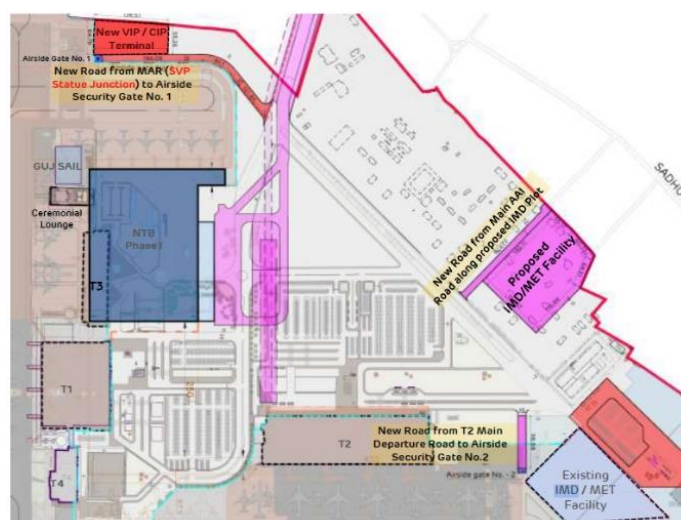 New VIP / CIP
Terminal
Airside Gate No. 1
New Road from MAR (SVP
Statue Junction) to Airside
Security Gate No. 1
GUJ SAIL
Ceremonial
Lounge
NTB
Phase I
T3
SADHU
New Road from Main AAI
Road along proposed IMD Plot
Proposed
IMD/MET Facility
T1
T4
T2
New Road from T2 Main
Departure Road to Airside
Security Gate No.2
Airside gate No. - 2
Existing
IMD / MET
Facility